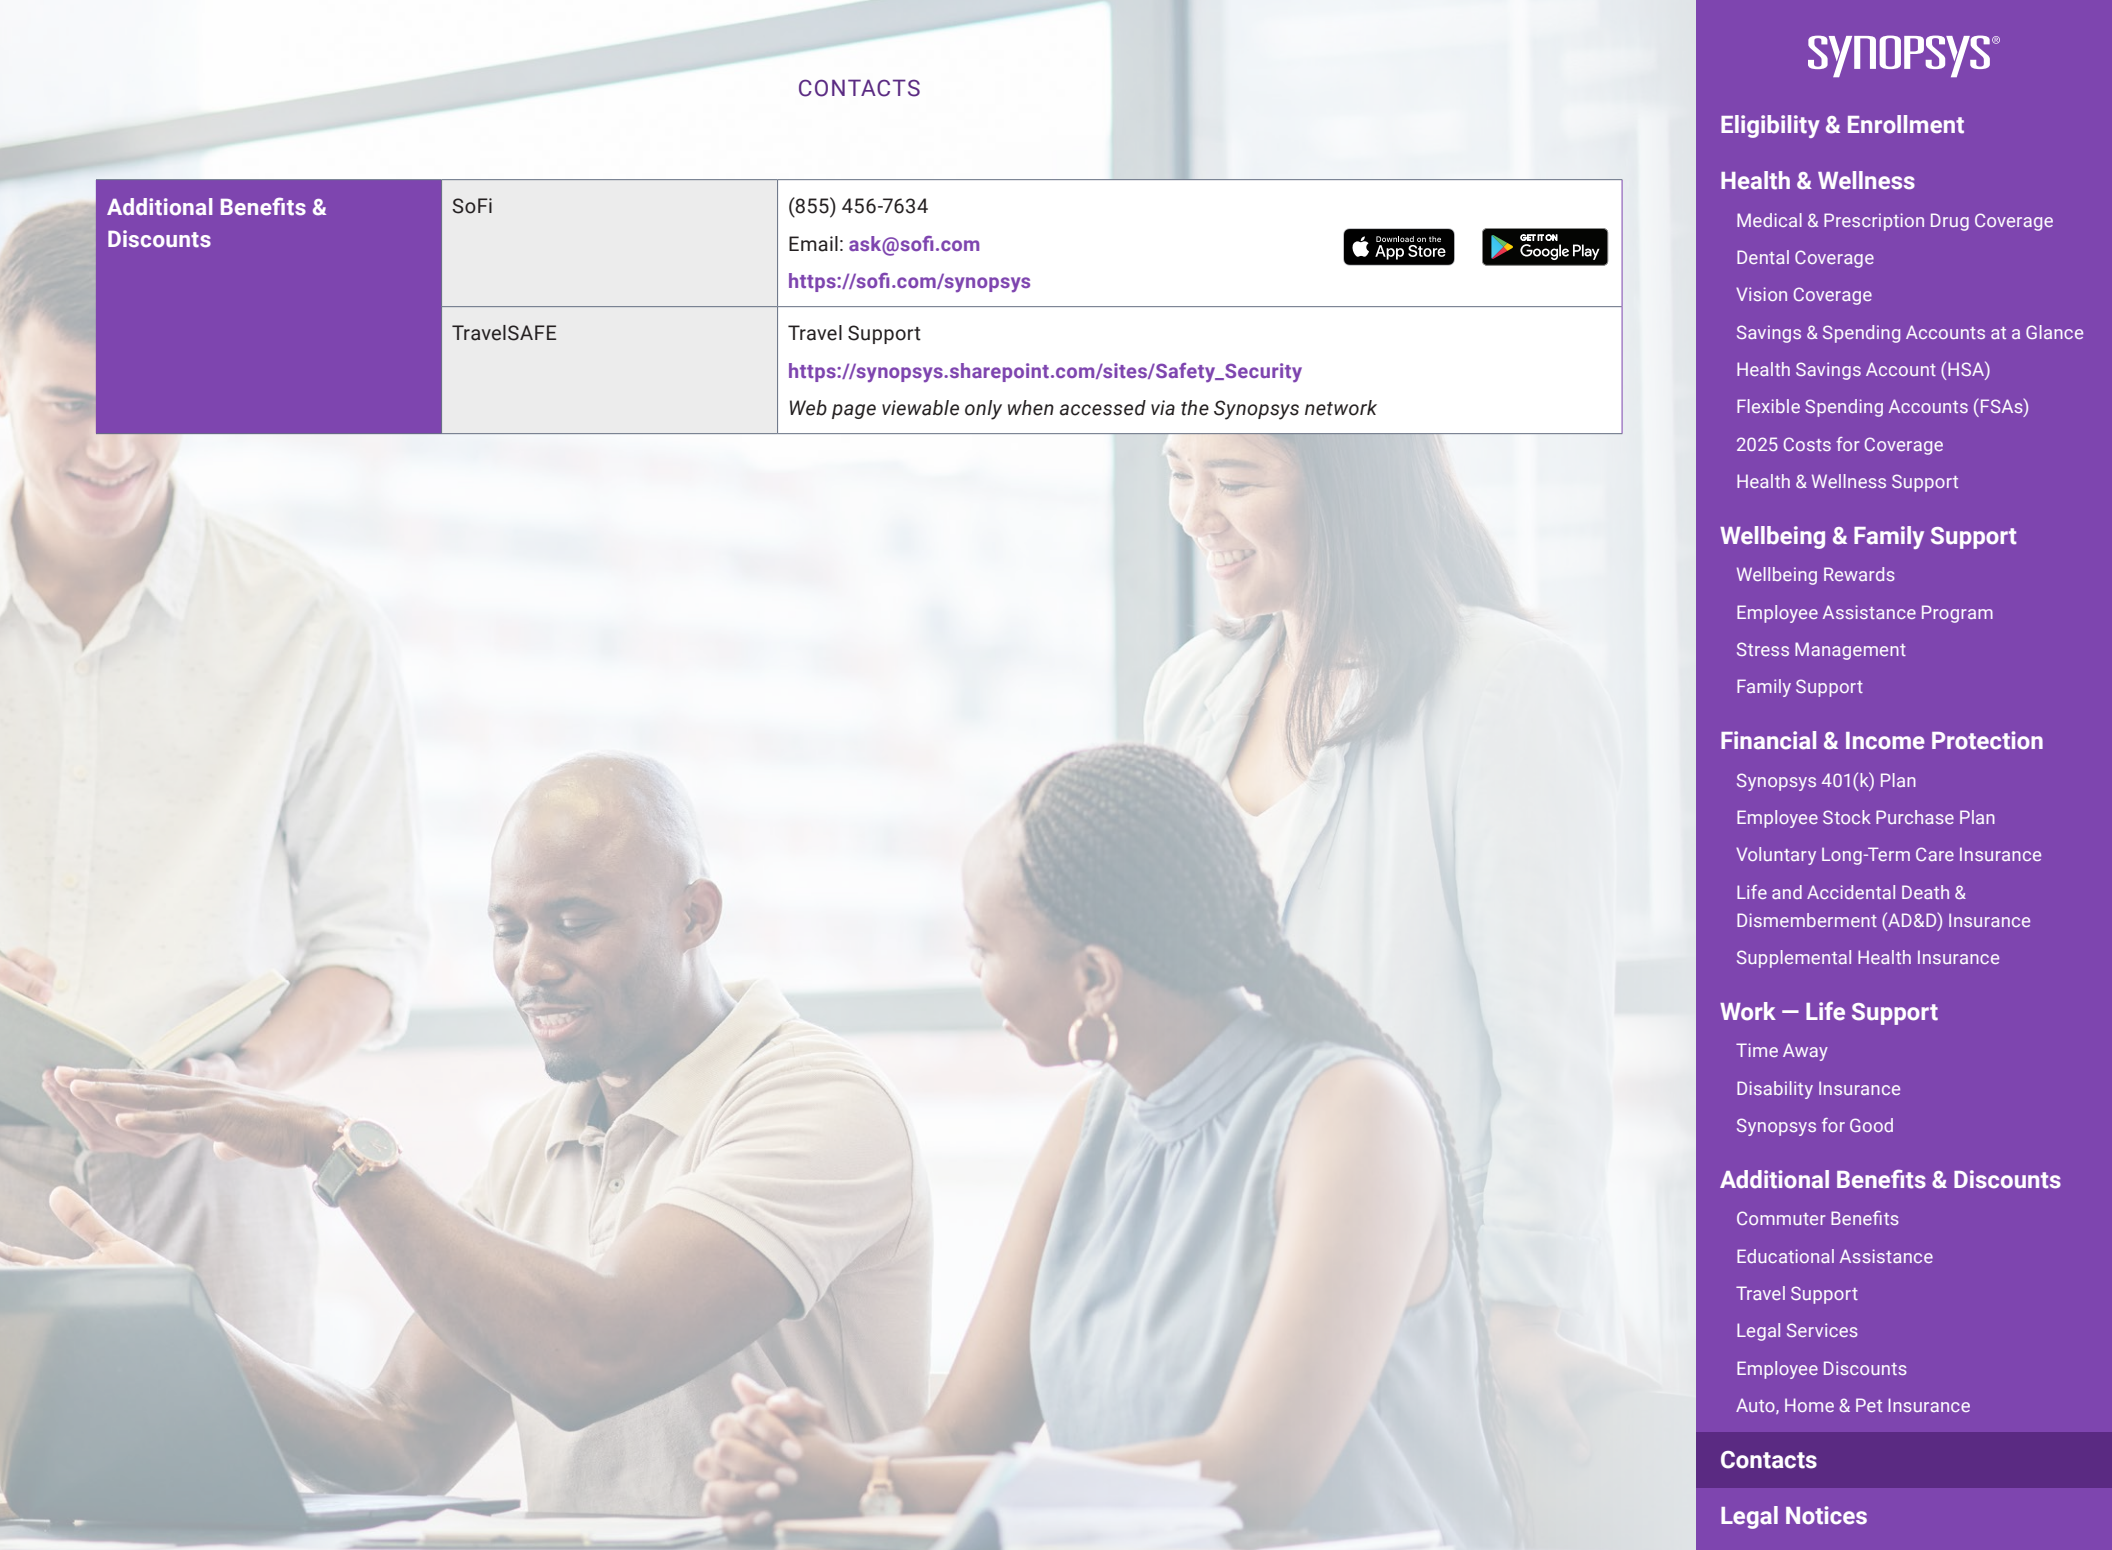 CONTACTS
Additional Benefits &
Discounts
SoFi
(855) 456-7634
Email: ask@sofi.com
https://sofi.com/synopsys
Download on the
App Store
GET IT ON
Google Play
TravelSAFE
Travel Support
https://synopsys.sharepoint.com/sites/Safety_Security
Web page viewable only when accessed via the Synopsys network
SYNOPSYS®
Eligibility & Enrollment
Health & Wellness
Medical & Prescription Drug Coverage
Dental Coverage
Vision Coverage
Savings & Spending Accounts at a Glance
Health Savings Account (HSA)
Flexible Spending Accounts (FSAs)
2025 Costs for Coverage
Health & Wellness Support
Wellbeing & Family Support
Wellbeing Rewards
Employee Assistance Program
Stress Management
Family Support
Financial & Income Protection
Synopsys 401(k) Plan
Employee Stock Purchase Plan
Voluntary Long-Term Care Insurance
Life and Accidental Death &
Dismemberment (AD&D) Insurance
Supplemental Health Insurance
Work — Life Support
Time Away
Disability Insurance
Synopsys for Good
Additional Benefits & Discounts
Commuter Benefits
Educational Assistance
Travel Support
Legal Services
Employee Discounts
Auto, Home & Pet Insurance
Contacts
Legal Notices